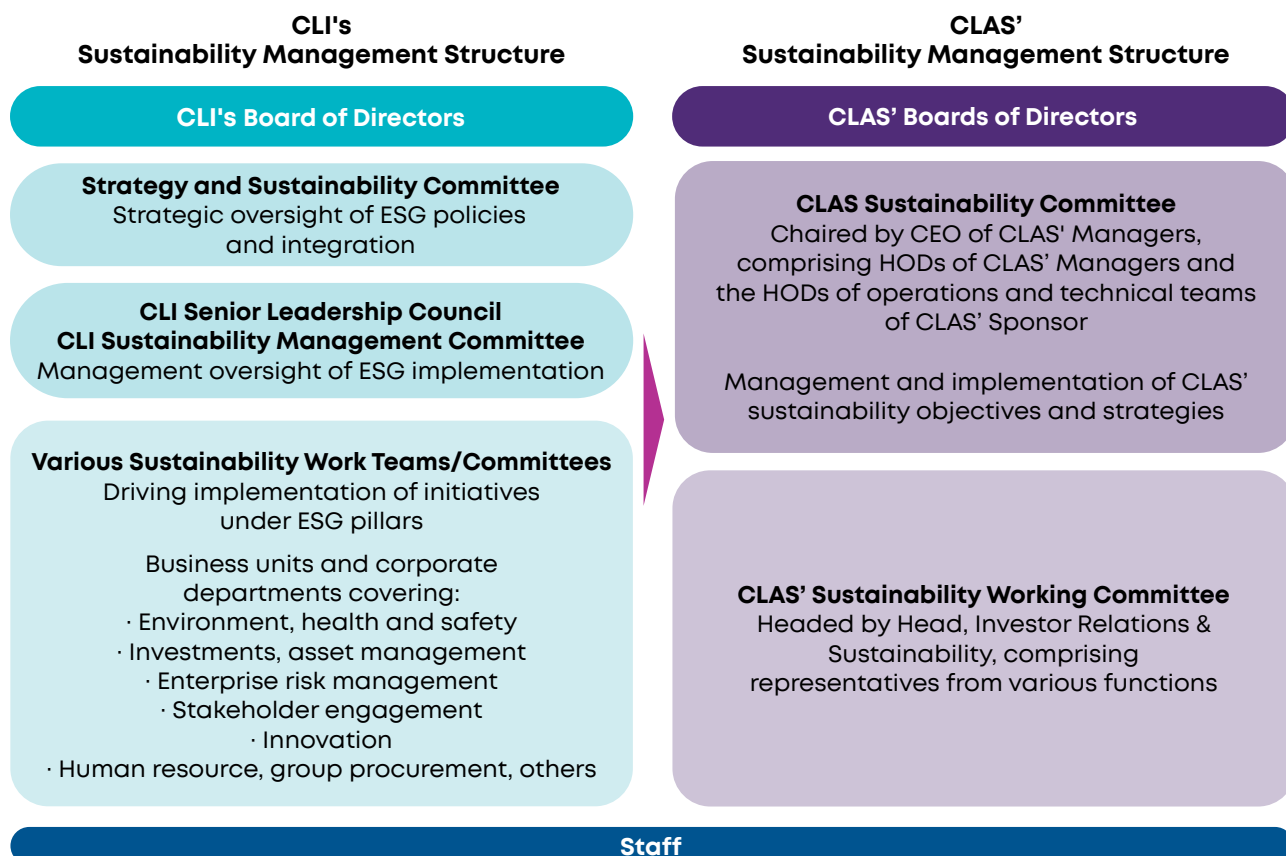 CLI's
Sustainability Management Structure
CLI's Board of Directors
Strategy and Sustainability Committee
Strategic oversight of ESG policies
and integration
CLI Senior Leadership Council
CLI Sustainability Management Committee
Management oversight of ESG implementation
Various Sustainability Work Teams/Committees
Driving implementation of initiatives
under ESG pillars
Business units and corporate
departments covering:
· Environment, health and safety
· Investments, asset management
· Enterprise risk management
· Stakeholder engagement
· Innovation
· Human resource, group procurement, others
CLAS’
Sustainability Management Structure
CLAS’ Boards of Directors
CLAS Sustainability Committee
Chaired by CEO of CLAS' Managers,
comprising HODs of CLAS’ Managers and
the HODs of operations and technical teams
of CLAS’ Sponsor
Management and implementation of CLAS’
sustainability objectives and strategies
CLAS’ Sustainability Working Committee
Headed by Head, Investor Relations &
Sustainability, comprising
representatives from various functions
Staff